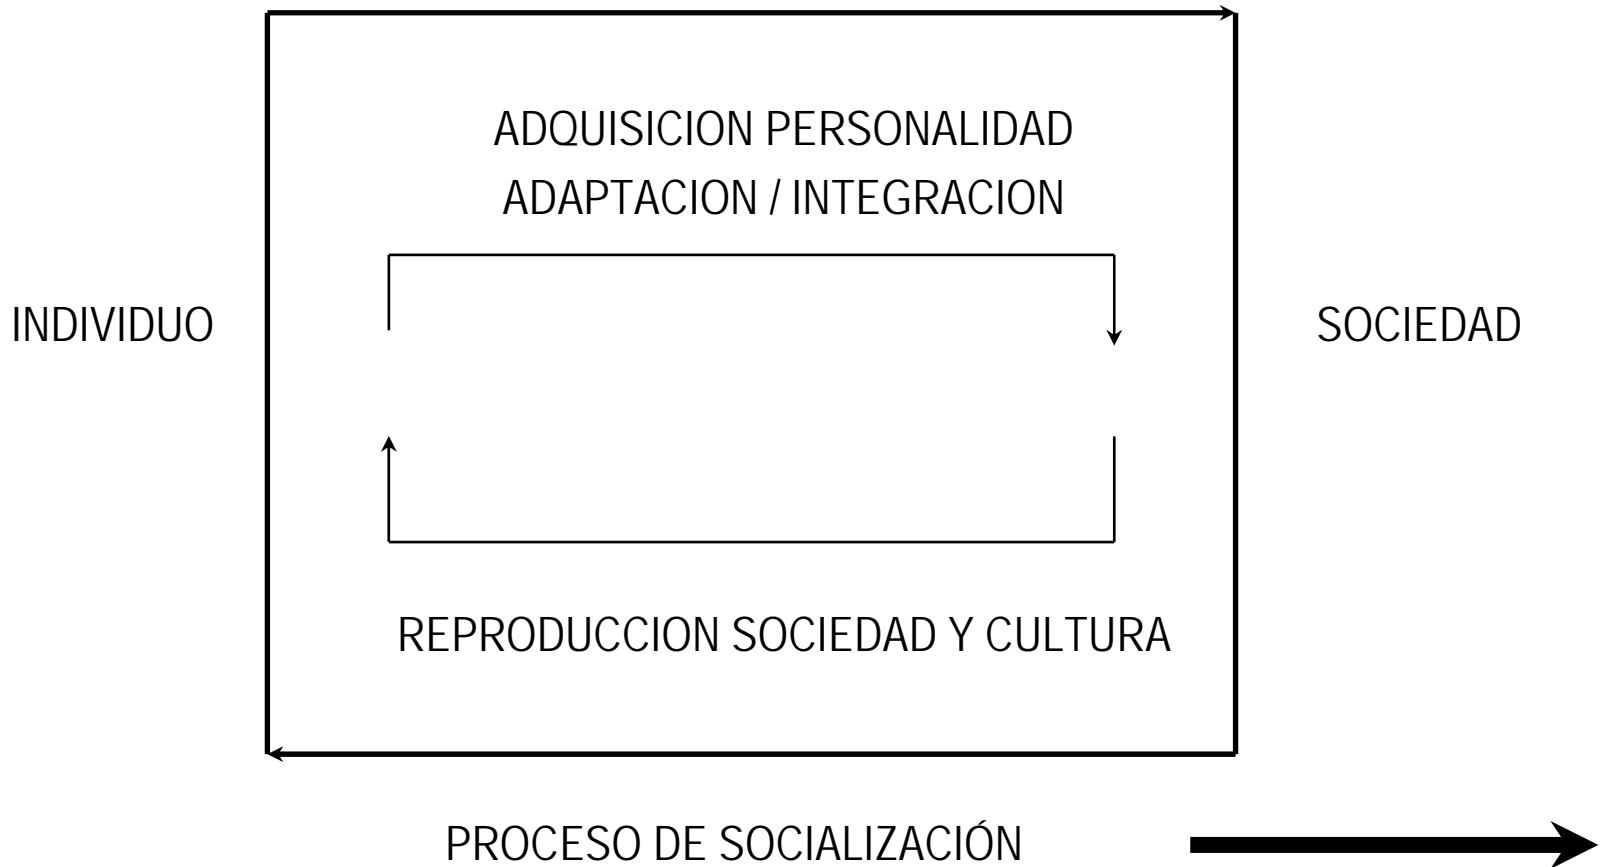 ADQUISICION PERSONALIDAD
ADAPTACION / INTEGRACION
INDIVIDUO
SOCIEDAD
REPRODUCCION SOCIEDAD Y CULTURA
PROCESO DE SOCIALIZACIÓN